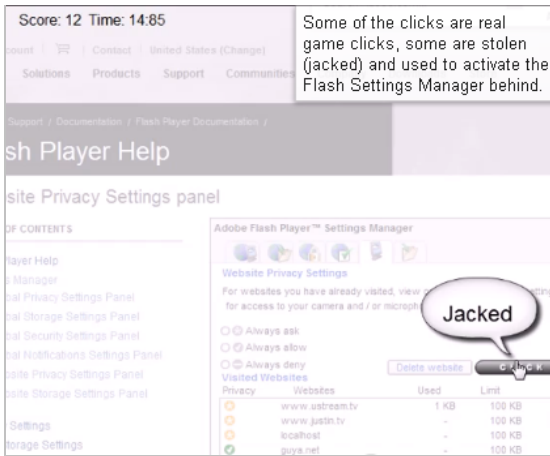 Score: 12 Time: 14:85
Some of the clicks are real
game clicks, some are stolen
(jacked) and used to activate the
Flash Settings Manager behind.
count
Contact
United States (Change)
Solutions
Products
Support
Communities
Support / Documentation / Flash Player Documentation /
sh Player Help
site Privacy Settings panel
OF CONTENTS
Player Help
s Manager
bal Privacy Settings Panel
bal Storage Settings Panel
bal Security Settings Panel
bal Notifications Settings Panel
bsite Privacy Settings Panel
bsite Storage Settings Panel
Settings
torage Settings
Adobe Flash Player™ Settings Manager
Website Privacy Settings
For websites you have already visited, view
for access to your camera and / or
Always ask
Always allow
Always deny
Delete website
Jacked
Visited Websites
Privacy Websites Used Limit
www.ustream.tv 1 KB 100 KB
www.justin.tv - 100 KB
localhost - 100 KB
guya.net - 100 KB